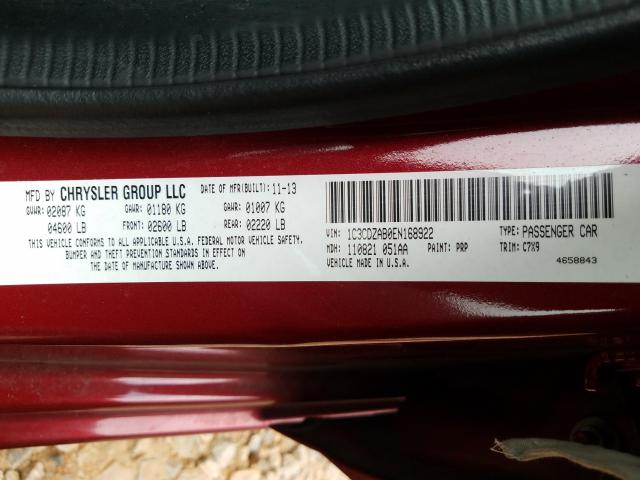 MFD BY CHRYSLER GROUP LLC DATE OF MFR(BUILT): 11-13
GVWR: 02087 KG GAWR: 01180 KG GAWR: 01007 KG
04600 LB FRONT: 02600 LB REAR: 02220 LB
THIS VEHICLE CONFORMS TO ALL APPLICABLE U.S.A. FEDERAL MOTOR VEHICLE SAFETY,
BUMPER AND THEFT PREVENTION STANDARDS IN EFFECT ON
THE DATE OF MANUFACTURE SHOWN ABOVE.
VIN: 1C3CDZAB0EN168922 TYPE: PASSENGER CAR
MDH: 110821 051AA PAINT: PRP TRIM: C7X9
VEHICLE MADE IN U.S.A.
4658843